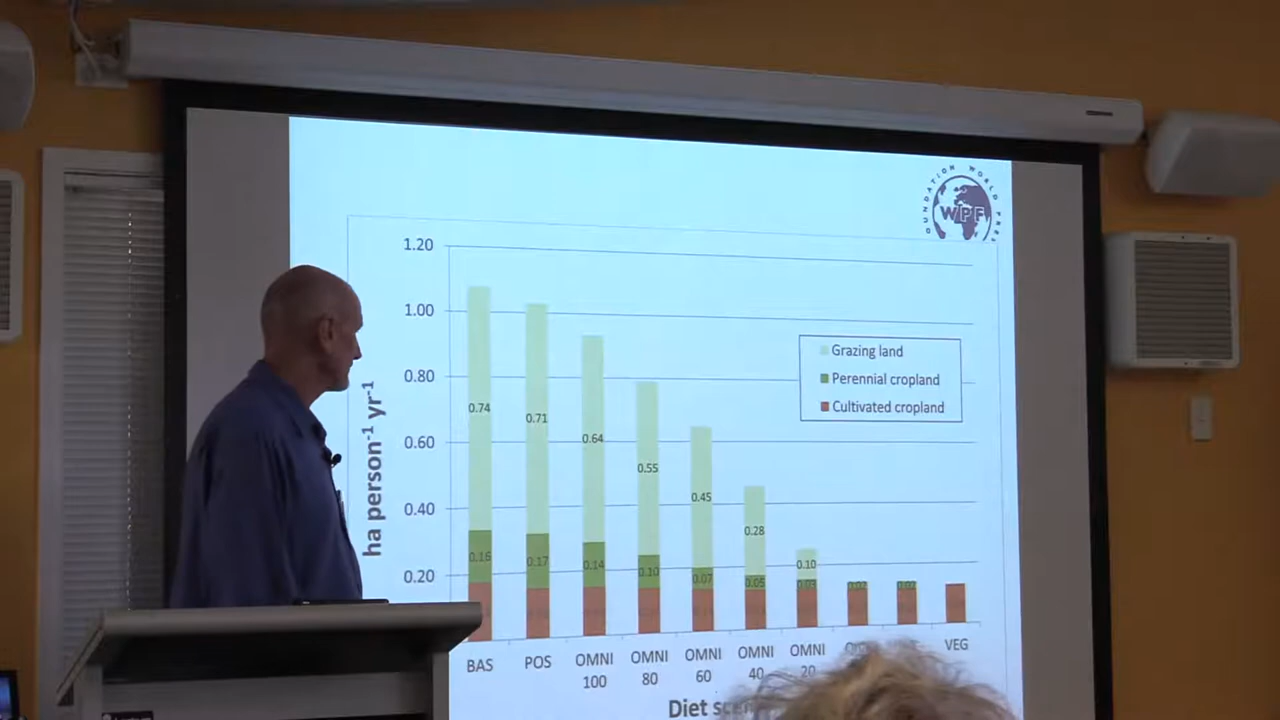 WORLD
WPF
1.20
1.00
0.80
0.60
0.40
0.20
ha person-1 yr-1
Grazing land
Perennial cropland
Cultivated cropland
0.74
0.71
0.64
0.55
0.45
0.28
0.10
0.16
0.17
0.14
0.10
0.07
0.05
0.03
0.02
0.02
BAS
POS
OMNI 100
OMNI 80
OMNI 60
OMNI 40
OMNI 20
VEG
Diet